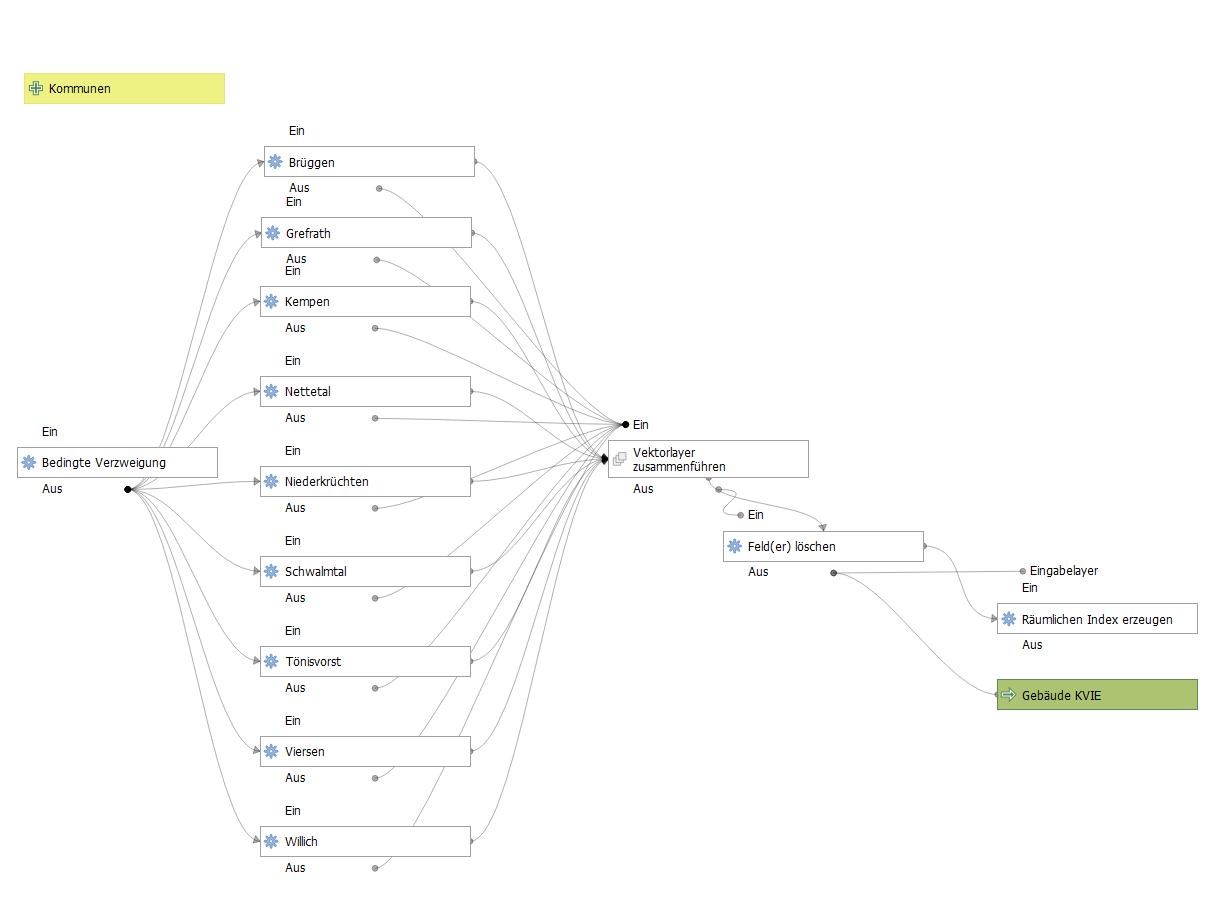 Kommunen
Ein
Brüggen
Aus
Ein
Grefrath
Aus
Ein
Kempen
Aus
Ein
Nettetal
Aus
Ein
Bedingte Verzweigung
Aus
Ein
Niederkrüchten
Aus
Ein
Schwalmtal
Aus
Ein
Tönisvorst
Aus
Ein
Viersen
Aus
Ein
Willich
Aus
Ein
Vektorlayer
zusammenführen
Aus
Ein
Feld(er) löschen
Aus
Eingabelayer
Ein
Räumlichen Index erzeugen
Aus
Gebäude KVIE